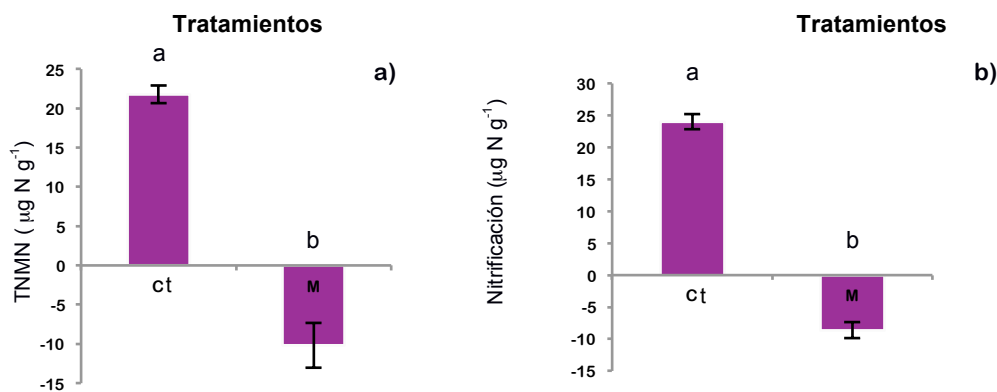 Tratamientos
a
a)
TNMN ( µg N g-1)
25
20
15
10
5
0
-5
-10
-15
b
ct
M
Tratamientos
a
b)
Nitrificación (µg N g-1)
30
25
20
15
10
5
0
-5
-10
-15
b
ct
M